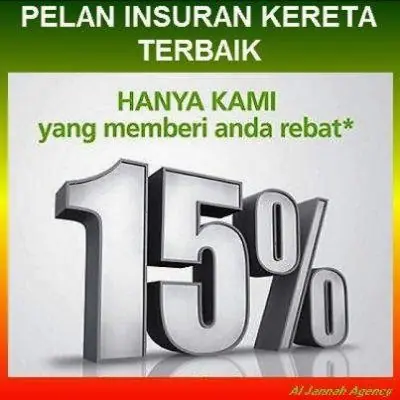 PELAN INSURAN KERETA
TERBAIK
HANYA KAMI
yang memberi anda rebat*
15%
Al Jannah Agency